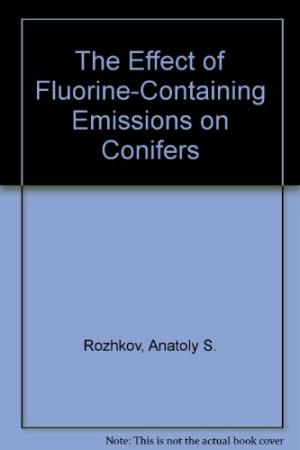 The Effect of
Fluorine-Containing
Emissions on
Conifers
Rozhkov, Anatoly S.
Note: This is not the actual book cover